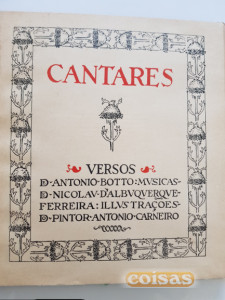 CANTARES
VERSOS
D-ANTONIO-BOTTO:MVSICAS-
D-NICOLAV-D'ALBVQVERQVE-
FERREIRA:ILLVSTRAÇÕES-
D-PINTOR-ANTONIO-CARNEIRO
coisas